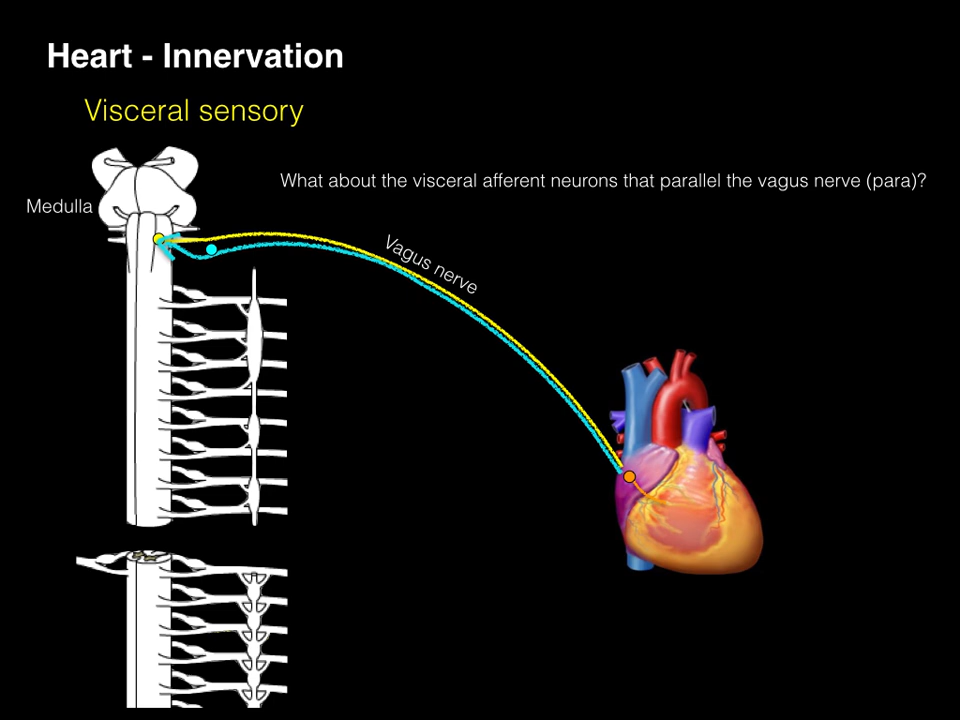 Heart - Innervation
Visceral sensory
What about the visceral afferent neurons that parallel the vagus nerve (para)?
Medulla
Vagus nerve